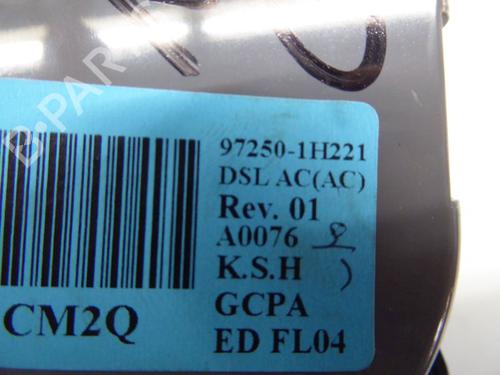 97250-1H221
DSL AC(AC)
Rev. 01
A0076
K.S.H
GCPA
CM2Q
ED FL04